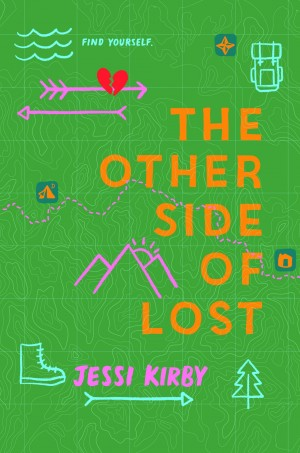 FIND YOURSELF.
THE
OTHER
SIDE
OF
LOST
JESSI KIRBY